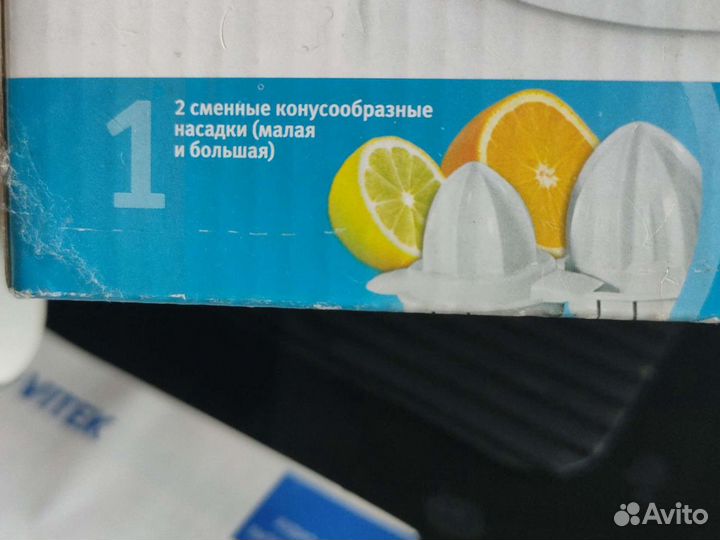 1
2 сменные конусообразные
насадки (малая
и большая)
VITEK
Avito